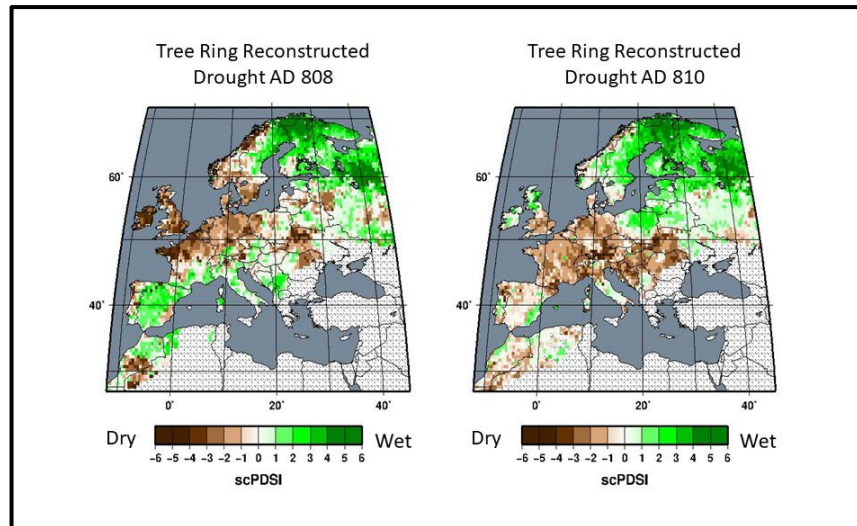 Tree Ring Reconstructed
Drought AD 808
60˚
40˚
0˚ 20˚ 40˚
Dry Wet
-6 -5 -4 -3 -2 -1 0 1 2 3 4 5 6
scPDSI
Tree Ring Reconstructed
Drought AD 810
60˚
40˚
0˚ 20˚ 40˚
Dry Wet
-6 -5 -4 -3 -2 -1 0 1 2 3 4 5 6
scPDSI